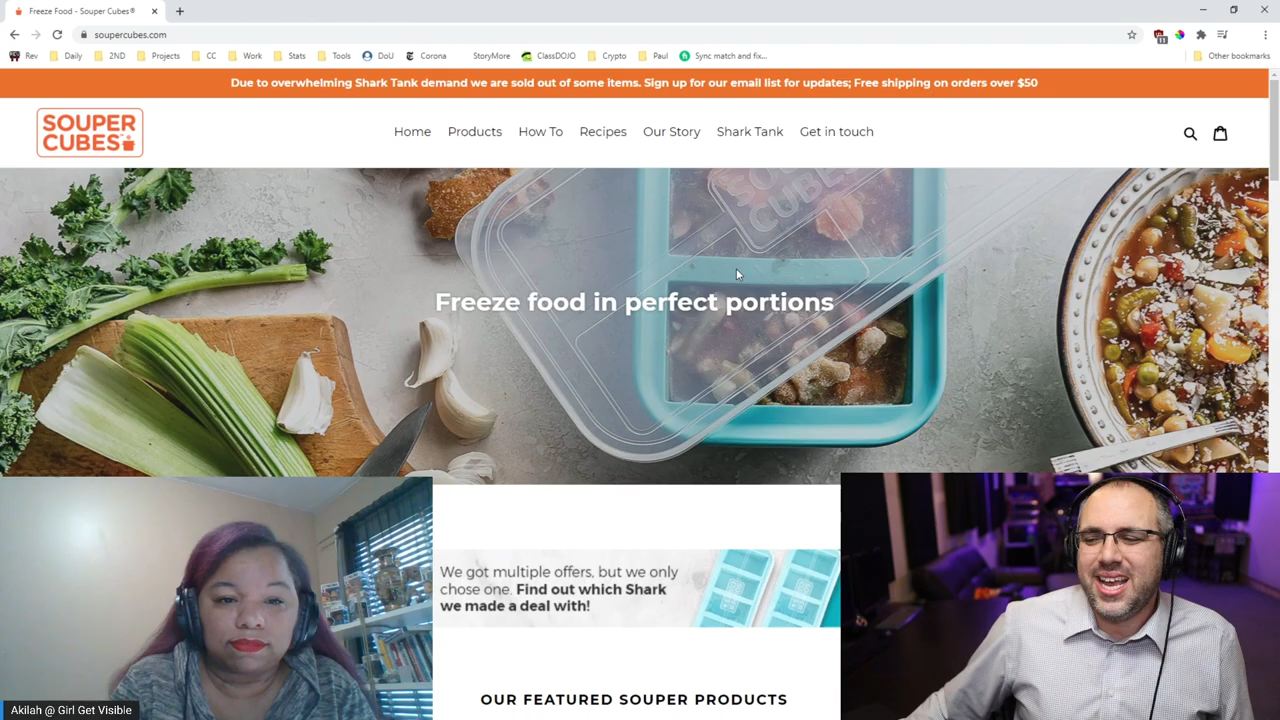 Freeze Food - Souper Cubes®
soupercubes.com
11
Rev
Daily
2ND
Projects
CC
Work
Stats
Tools
DoU
Corona
StoryMore
ClassDOJO
Crypto
Paul
Sync match and fix...
Other bookmarks
Due to overwhelming Shark Tank demand we are sold out of some items. Sign up for our email list for updates; Free shipping on orders over $50
SOUPER
CUBES™
Home
Products
How To
Recipes
Our Story
Shark Tank
Get in touch
SOUPER
CUBES
Freeze food in perfect portions
We got multiple offers, but we only
chose one. Find out which Shark
we made a deal with!
OUR FEATURED SOUPER PRODUCTS
Akilah @ Girl Get Visible